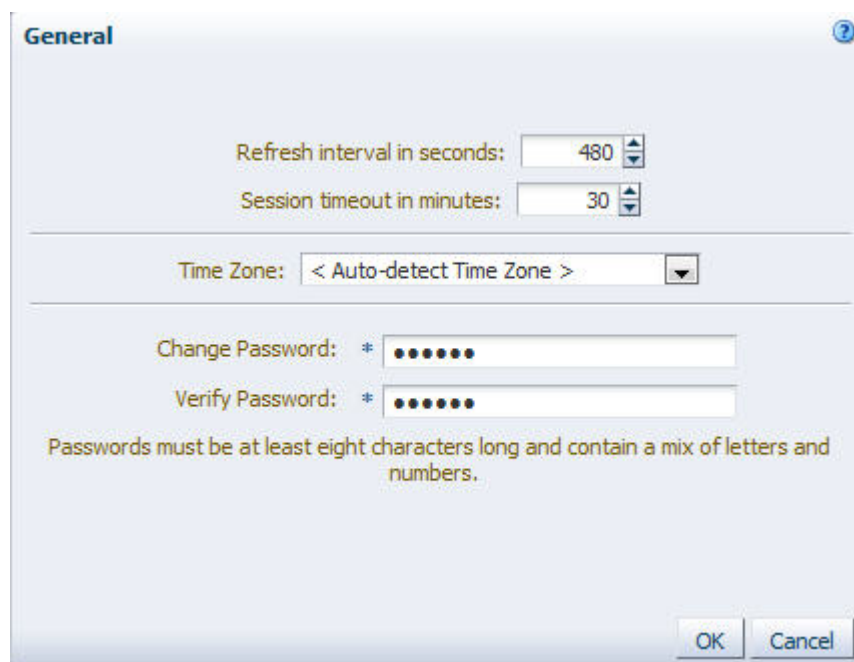 General
Refresh interval in seconds: 480
Session timeout in minutes: 30
Time Zone: < Auto-detect Time Zone >
Change Password: * ●●●●●●
Verify Password: * ●●●●●●
Passwords must be at least eight characters long and contain a mix of letters and
numbers.
OK Cancel